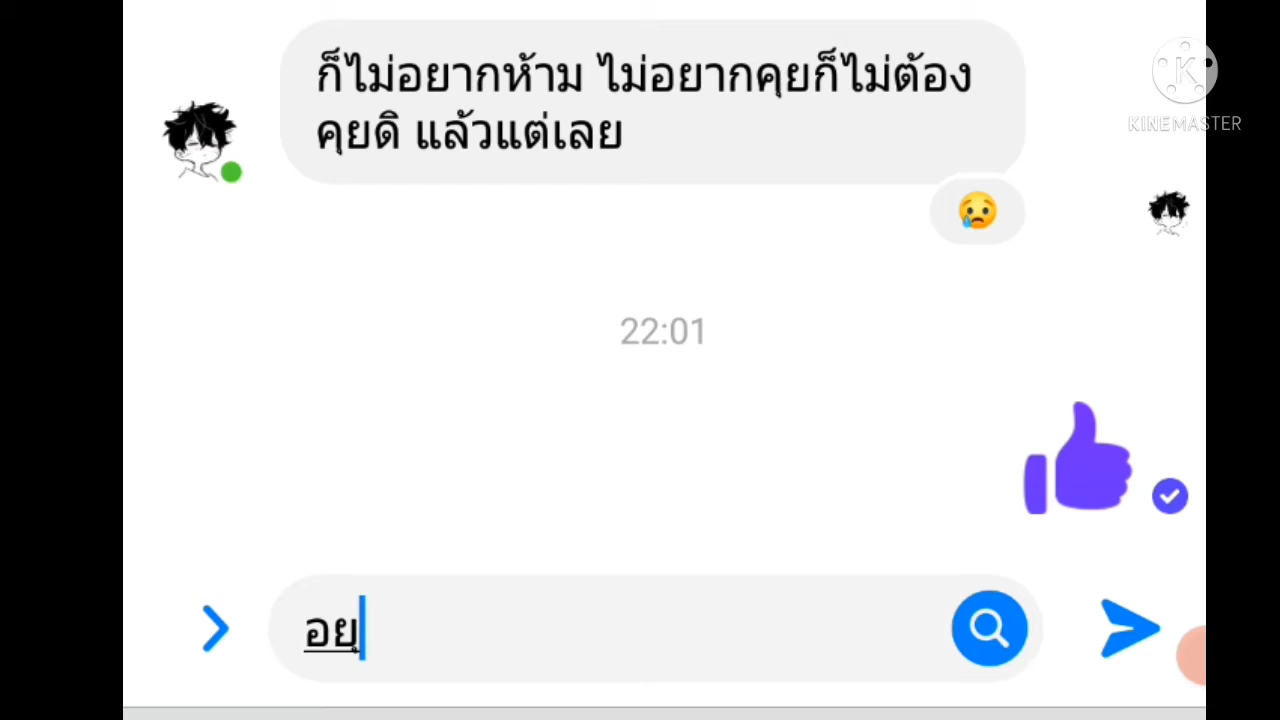 ก็ไม่อยากห้าม ไม่อยากคุยก็ไม่ต้อง
คุยดิ แล้วแต่เลย
K
KINEMASTER
22:01
อยุ